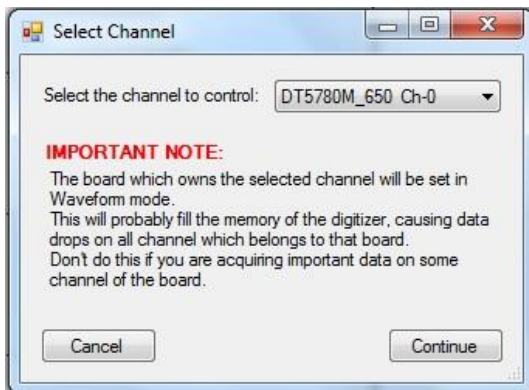 Select Channel
Select the channel to control: DT5780M_650 Ch-0
IMPORTANT NOTE:
The board which owns the selected channel will be set in
Waveform mode.
This will probably fill the memory of the digitizer, causing data
drops on all channel which belongs to that board.
Don't do this if you are acquiring important data on some
channel of the board.
Cancel Continue